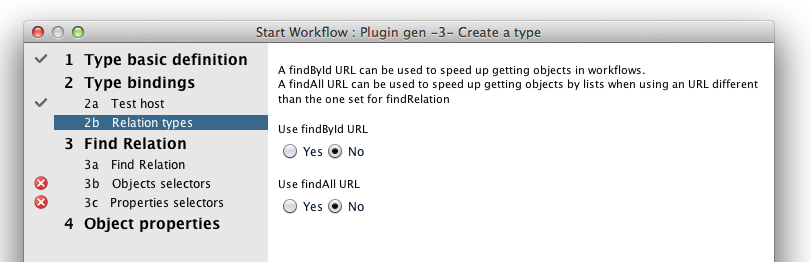 Start Workflow : Plugin gen -3- Create a type
1 Type basic definition
2 Type bindings
2a Test host
2b Relation types
3 Find Relation
3a Find Relation
3b Objects selectors
3c Properties selectors
4 Object properties
A findById URL can be used to speed up getting objects in workflows.
A findAll URL can be used to speed up getting objects by lists when using an URL different
than the one set for findRelation
Use findById URL
Yes No
Use findAll URL
Yes No